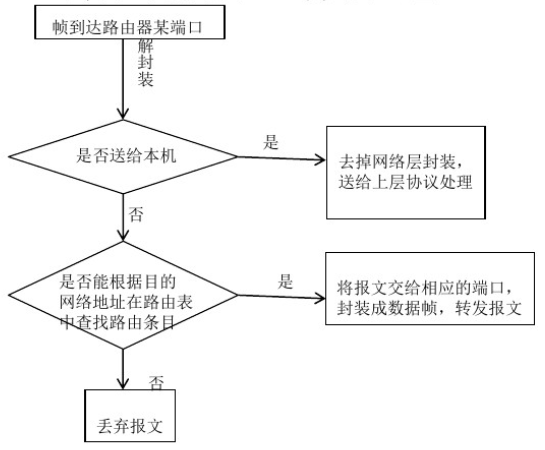 帧到达路由器某端口
解封装
是否送给本机
是
去掉网络层封装，
送给上层协议处理
否
是否能根据目的
网络地址在路由表
中查找路由条目
是
将报文交给相应的端口，
封装成数据帧，转发报文
否
丢弃报文